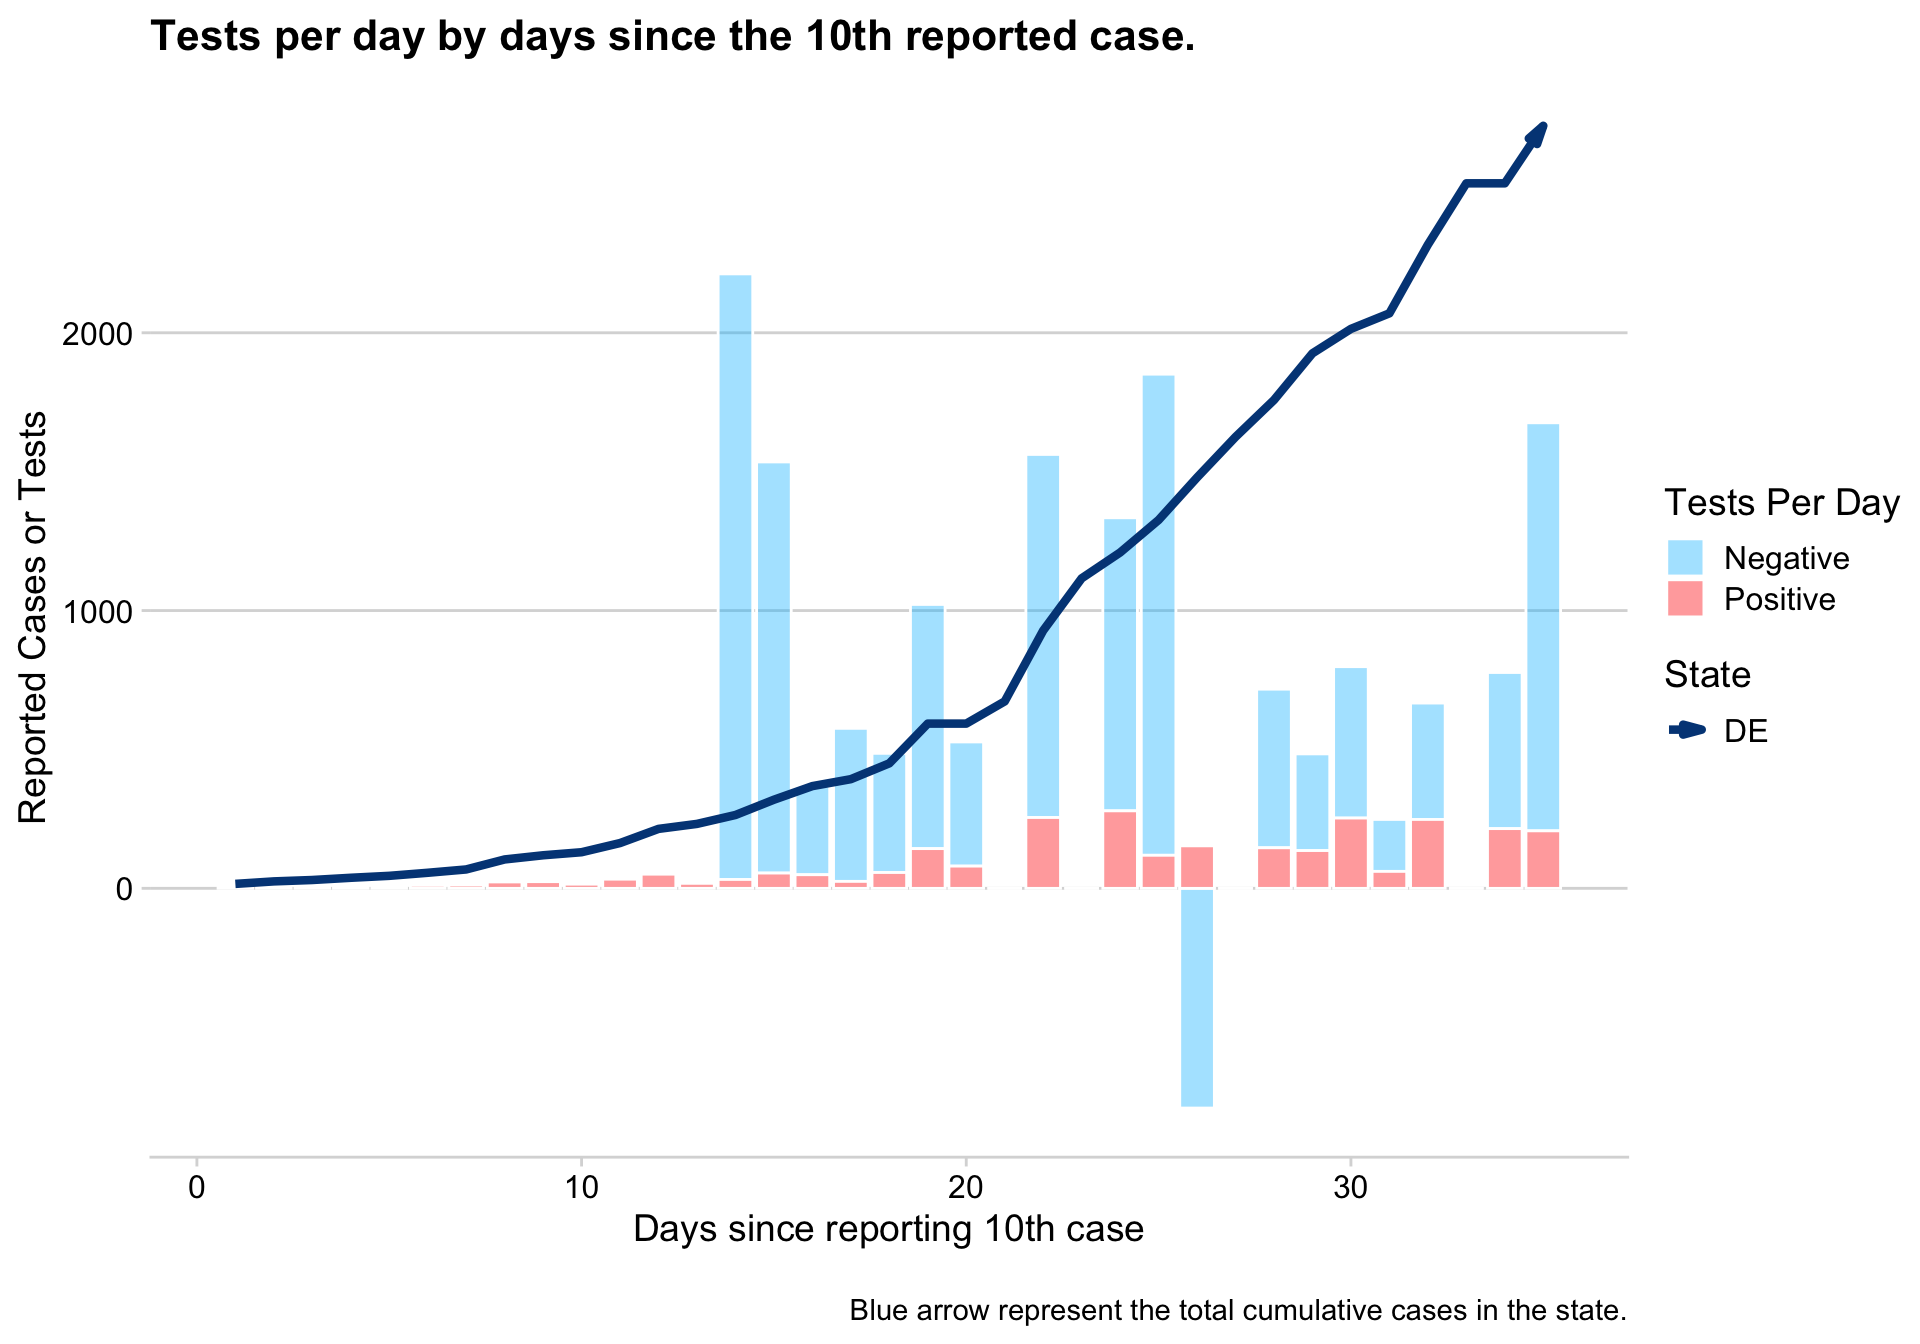 Tests per day by days since the 10th reported case.
Reported Cases or Tests
2000
1000
0
0
10
20
30
Days since reporting 10th case
Tests Per Day
Negative
Positive
State
DE
Blue arrow represent the total cumulative cases in the state.